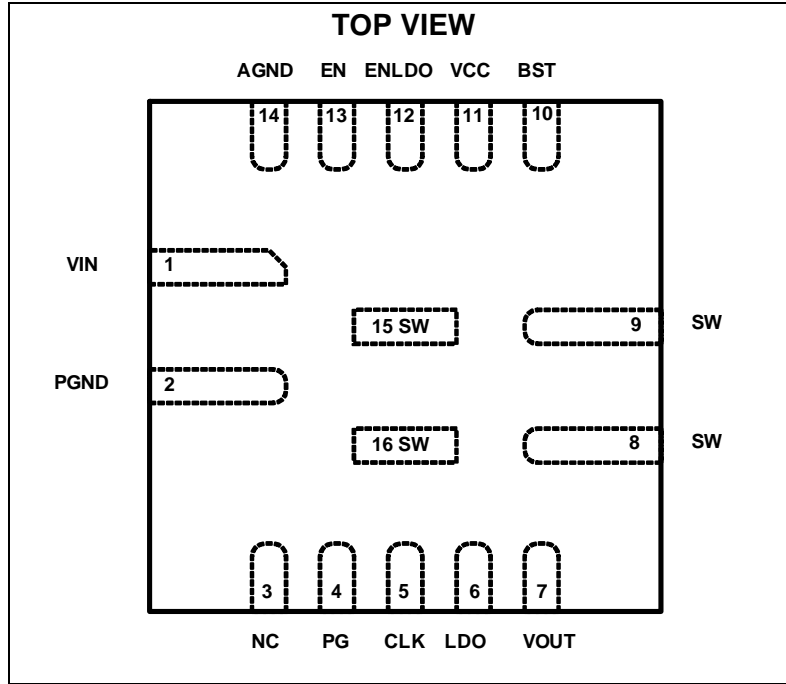 TOP VIEW
AGND EN ENLDO VCC BST
14 13 12 11 10
VIN 1
15 SW 9 SW
PGND 2
16 SW 8 SW
3 4 5 6 7
NC PG CLK LDO VOUT